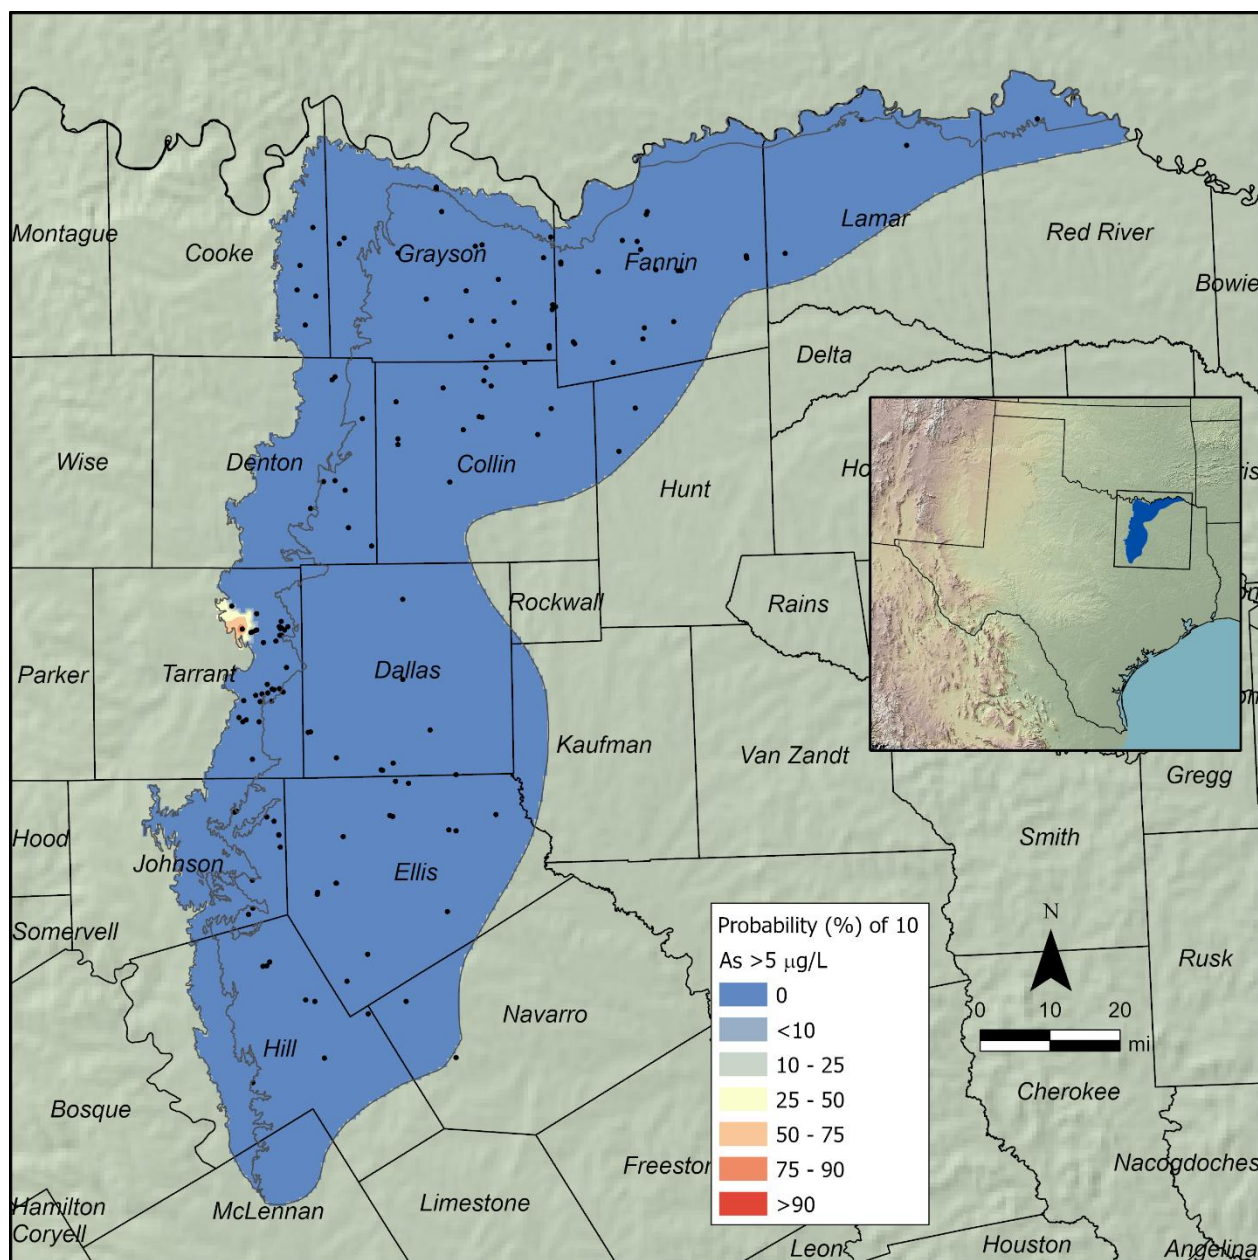 Montague
Cooke
Grayson
Fannin
Lamar
Red River
Bowie
Delta
Wise
Denton
Collin
Hunt
Parker
Tarrant
Dallas
Rockwall
Rains
Kaufman
Van Zandt
Gregg
Hood
Johnson
Ellis
Smith
Somervell
Rusk
Navarro
Hill
Bosque
Cherokee
Hamilton
Coryell
McLennan
Limestone
Freeston
Nacogdoches
Leon
Houston
Angelina
Probability (%) of 10
As >5 µg/L
0
<10
10 - 25
25 - 50
50 - 75
75 - 90
>90
N
0 10 20
mi